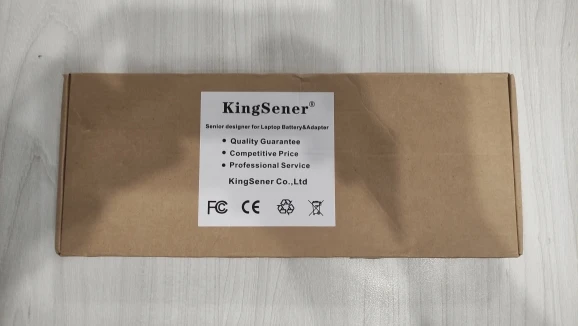 KingSener®
Senior designer for Laptop Battery&Adapter
• Quality Guarantee
• Competitive Price
• Professional Service
KingSener Co.,Ltd
FC CE